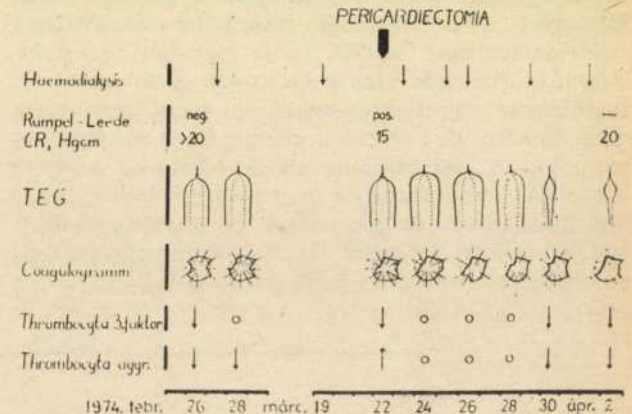 PERICARDIECTOMIA
Haemodialysis
Rumpel-Leede neg. pos. —
CR, Hgcm >20 15 20
TEG
Coagulogramm
Thrombocyta 3.faktor
Thrombocyta aggr.
1974. febr. 26 28 márc. 19 22 24 26 28 30 ápr. 2